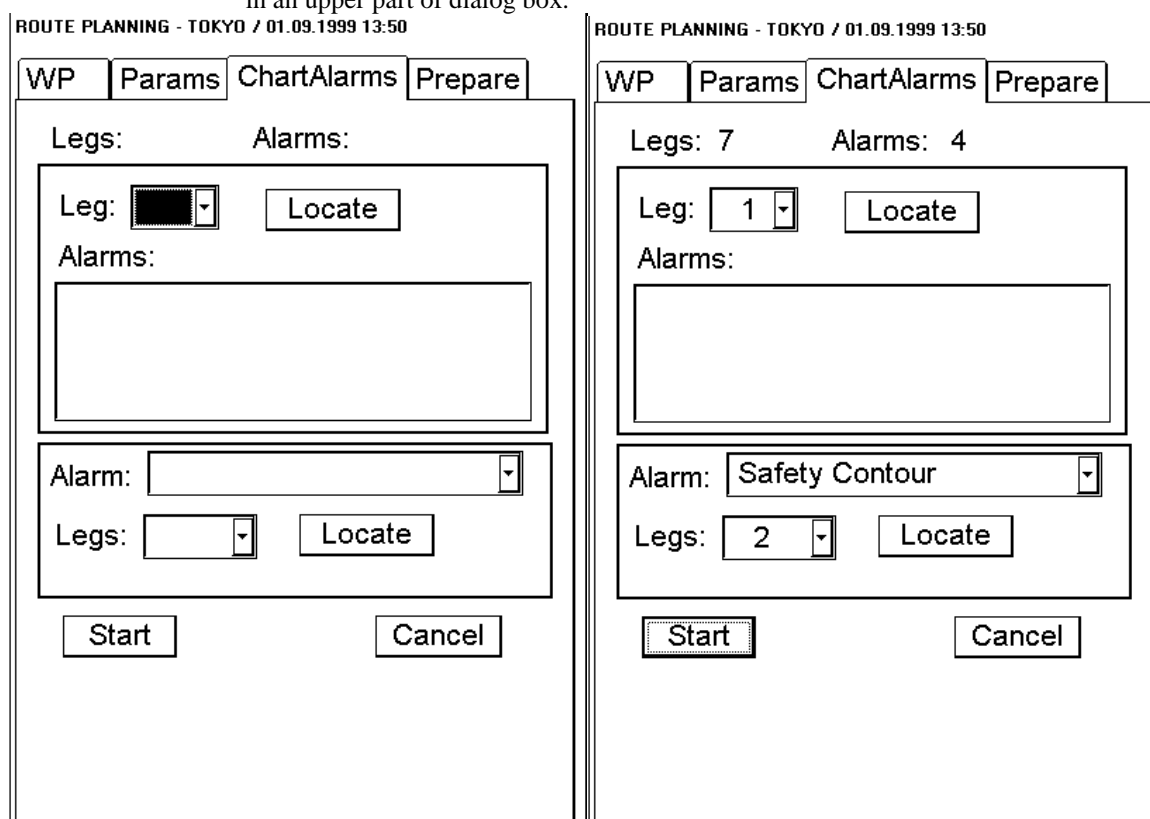 in an upper part of dialog box.
ROUTE PLANNING - TOKYO / 01.09.1999 13:50
WP Params ChartAlarms Prepare
Legs: Alarms:
Leg: Locate
Alarms:
Alarm:
Legs: Locate
Start Cancel
ROUTE PLANNING - TOKYO / 01.09.1999 13:50
WP Params ChartAlarms Prepare
Legs: 7 Alarms: 4
Leg: 1 Locate
Alarms:
Alarm: Safety Contour
Legs: 2 Locate
Start Cancel